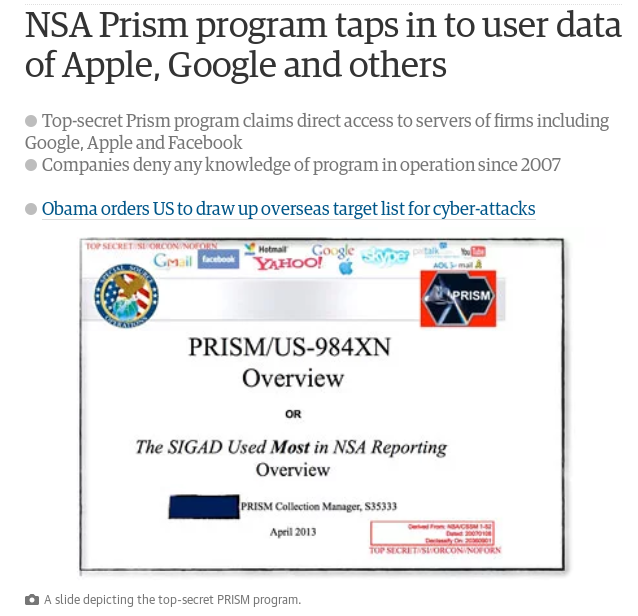 NSA Prism program taps in to user data
of Apple, Google and others
Top-secret Prism program claims direct access to servers of firms including
Google, Apple and Facebook
Companies deny any knowledge of program in operation since 2007
Obama orders US to draw up overseas target list for cyber-attacks
TOP SECRET//SI//ORCON//NOFORN
Hotmail
Google
skype
paltalk
You Tube
Gmail
facebook
YAHOO!
AOL mail
SPECIAL SOURCE
OPERATIONS
PRISM
PRISM/US-984XN
Overview
OR
The SIGAD Used Most in NSA Reporting
Overview
PRISM Collection Manager, S35333
April 2013
Derived From: NSA/CSSM 1-52
Dated: 20070108
Declassify On: 20360901
TOP SECRET//SI//ORCON//NOFORN
A slide depicting the top-secret PRISM program.